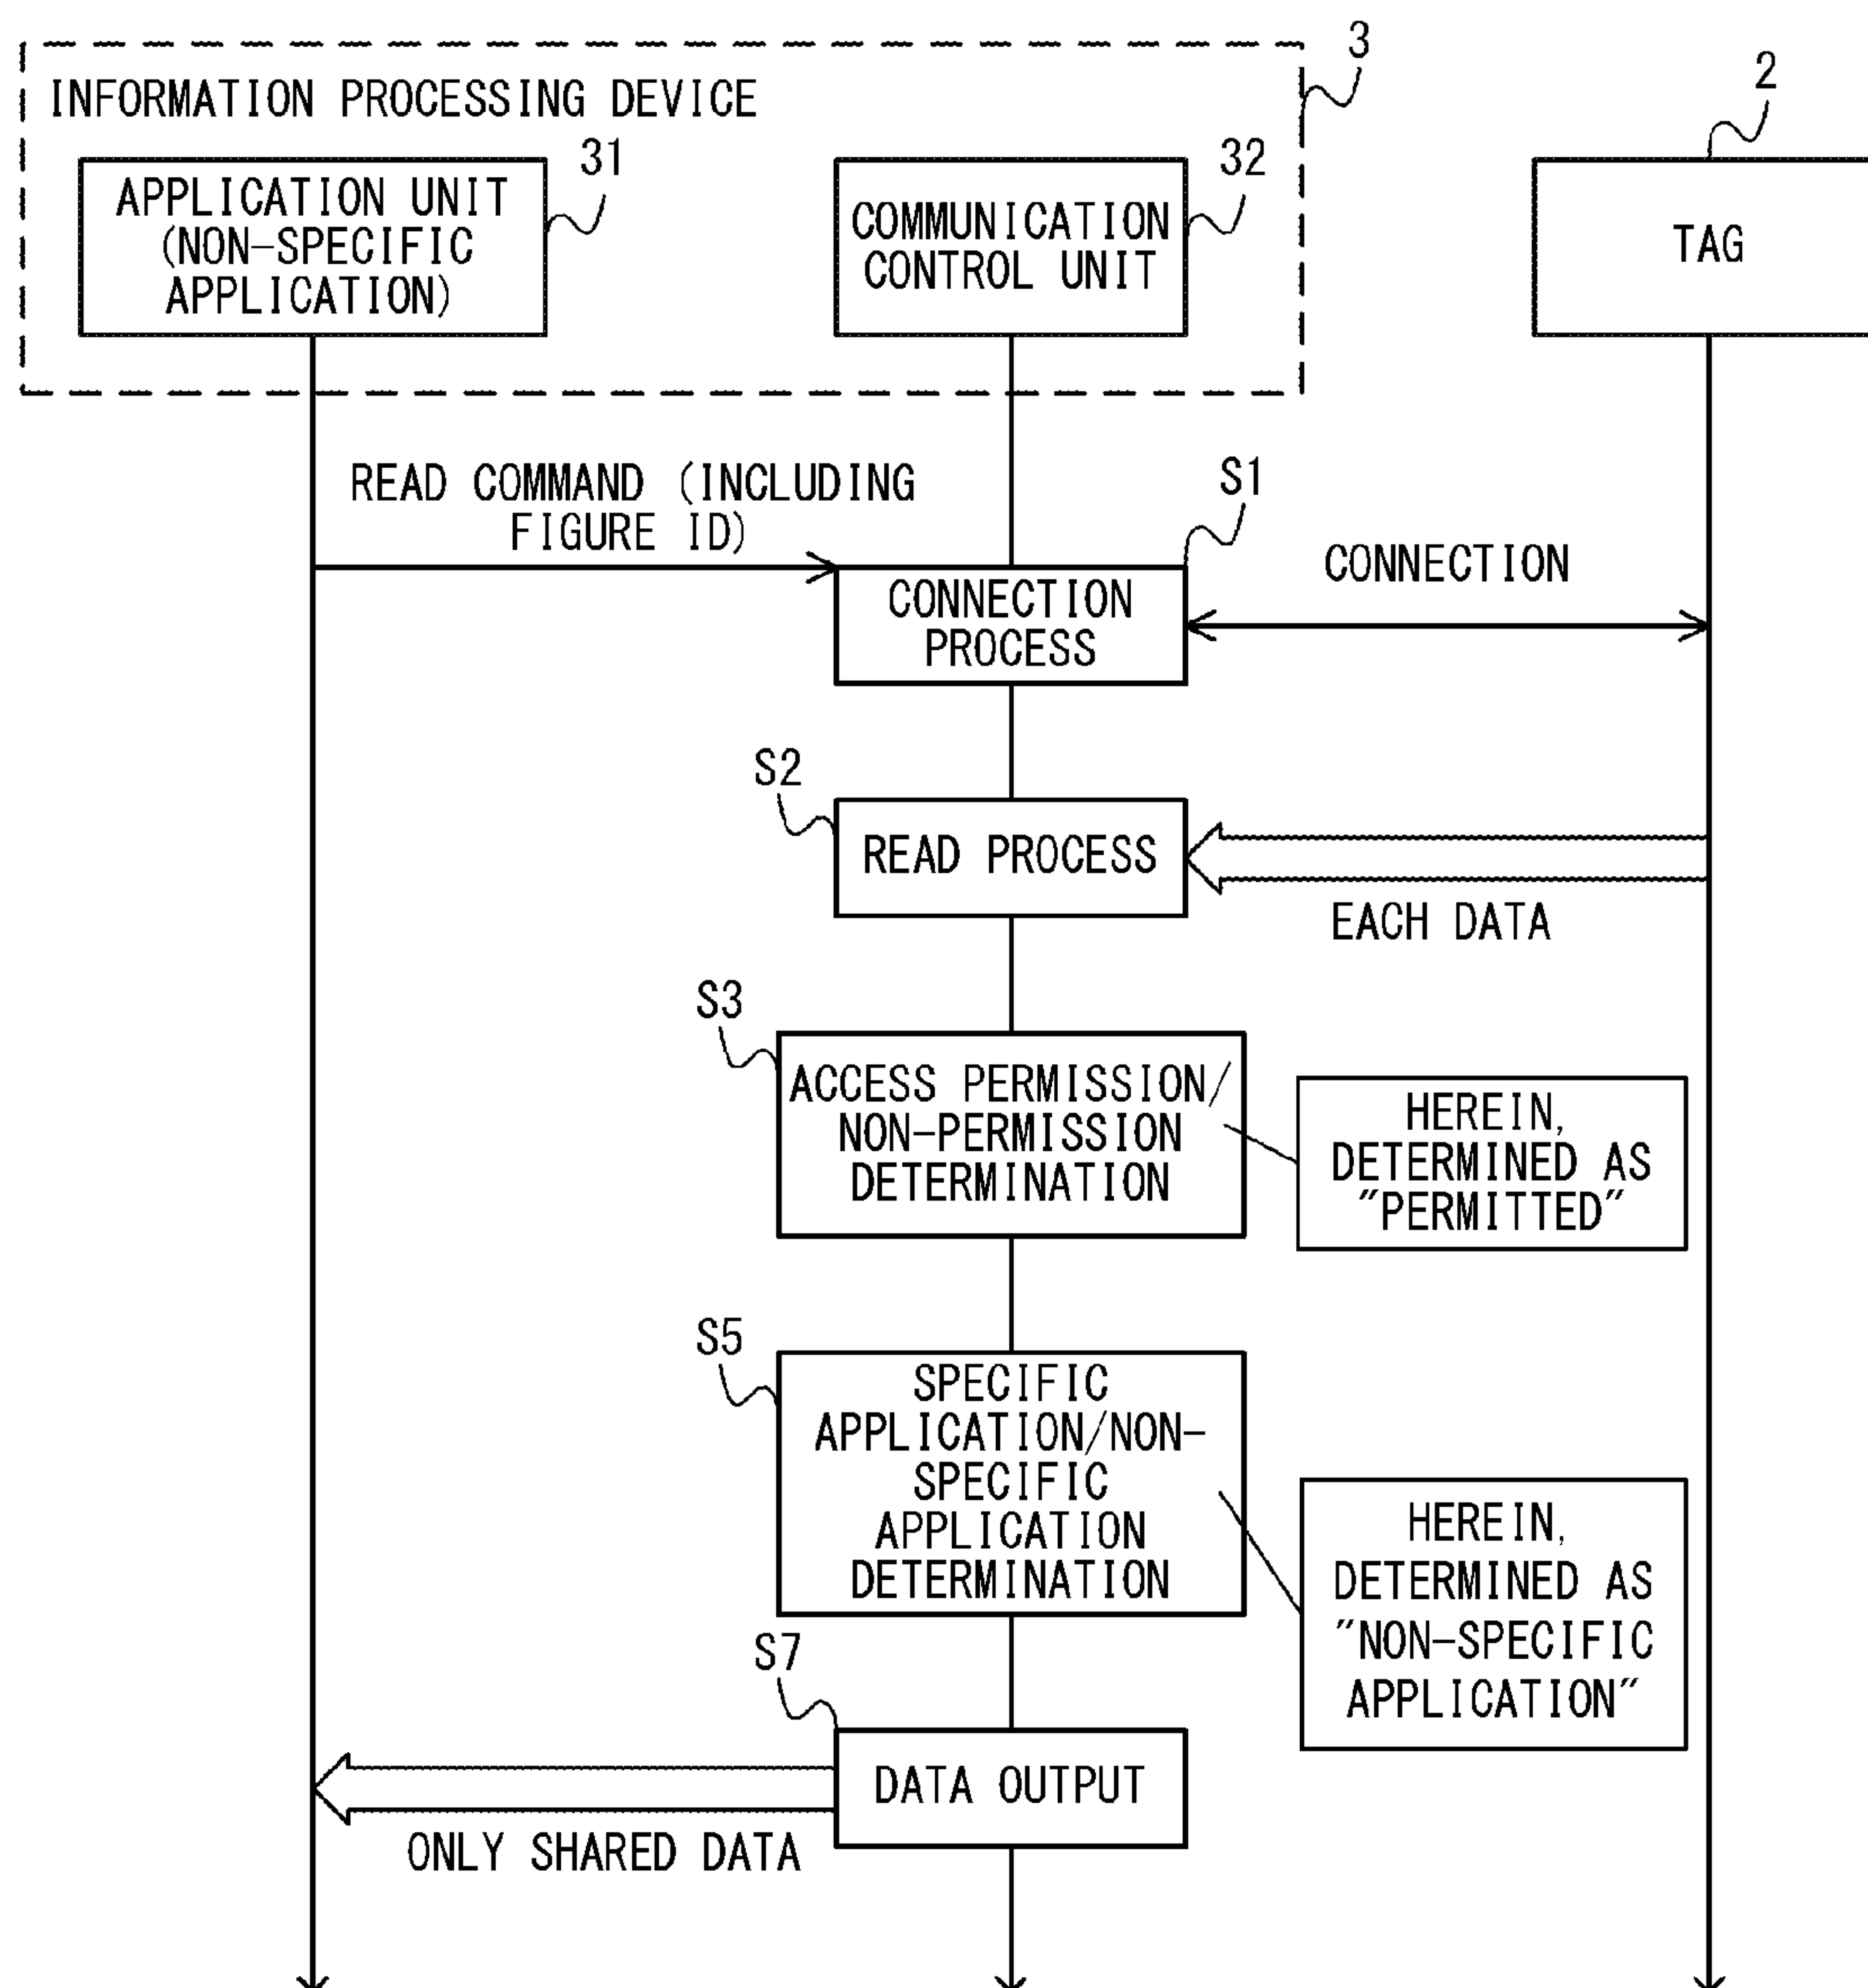 3
2
INFORMATION PROCESSING DEVICE
31
32
APPLICATION UNIT
(NON-SPECIFIC
APPLICATION)
COMMUNICATION
CONTROL UNIT
TAG
READ COMMAND (INCLUDING
FIGURE ID)
S1
CONNECTION
PROCESS
CONNECTION
S2
READ PROCESS
EACH DATA
S3
ACCESS PERMISSION/
NON-PERMISSION
DETERMINATION
HEREIN,
DETERMINED AS
"PERMITTED"
S5
SPECIFIC
APPLICATION/NON-
SPECIFIC
APPLICATION
DETERMINATION
HEREIN,
DETERMINED AS
"NON-SPECIFIC
APPLICATION"
S7
DATA OUTPUT
ONLY SHARED DATA